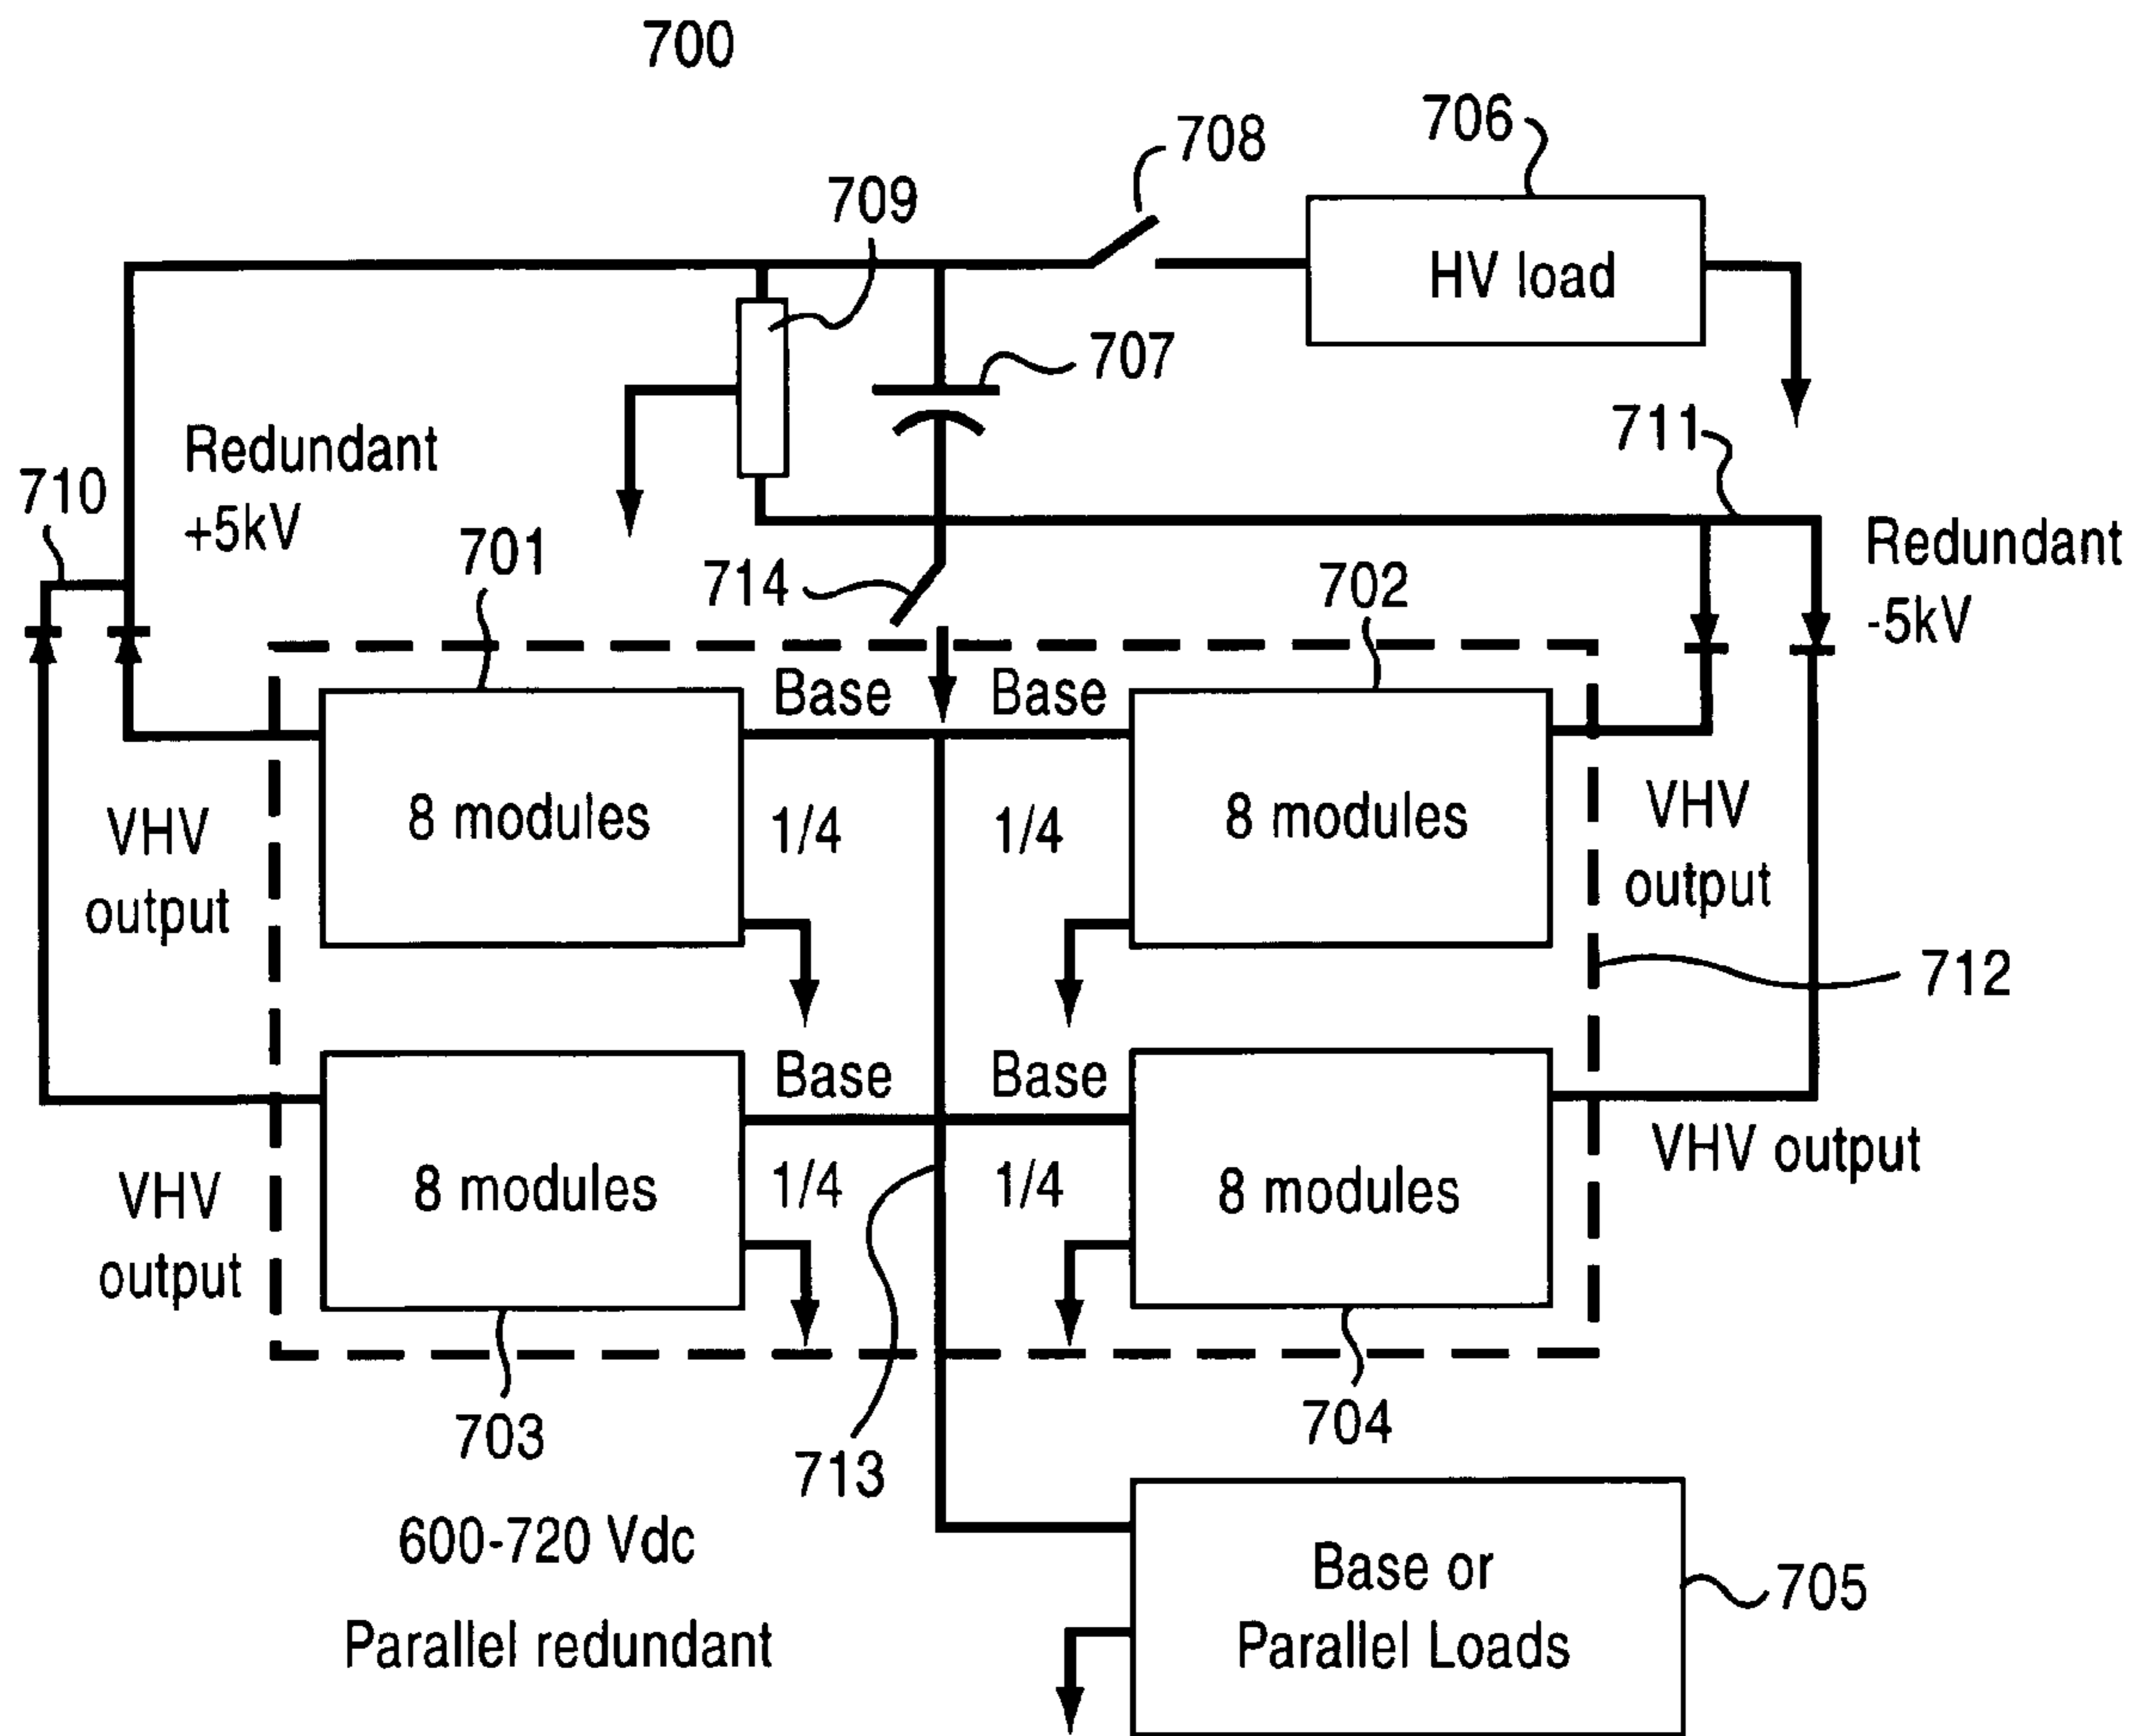 700
708
706
709
HV load
707
711
Redundant
+5kV
710
701
714
702
Redundant
-5kV
Base
Base
8 modules
1/4
1/4
8 modules
VHV
output
VHV
output
712
Base
Base
8 modules
1/4
1/4
8 modules
VHV output
VHV
output
703
713
704
600-720 Vdc
Parallel redundant
Base or
Parallel Loads
705